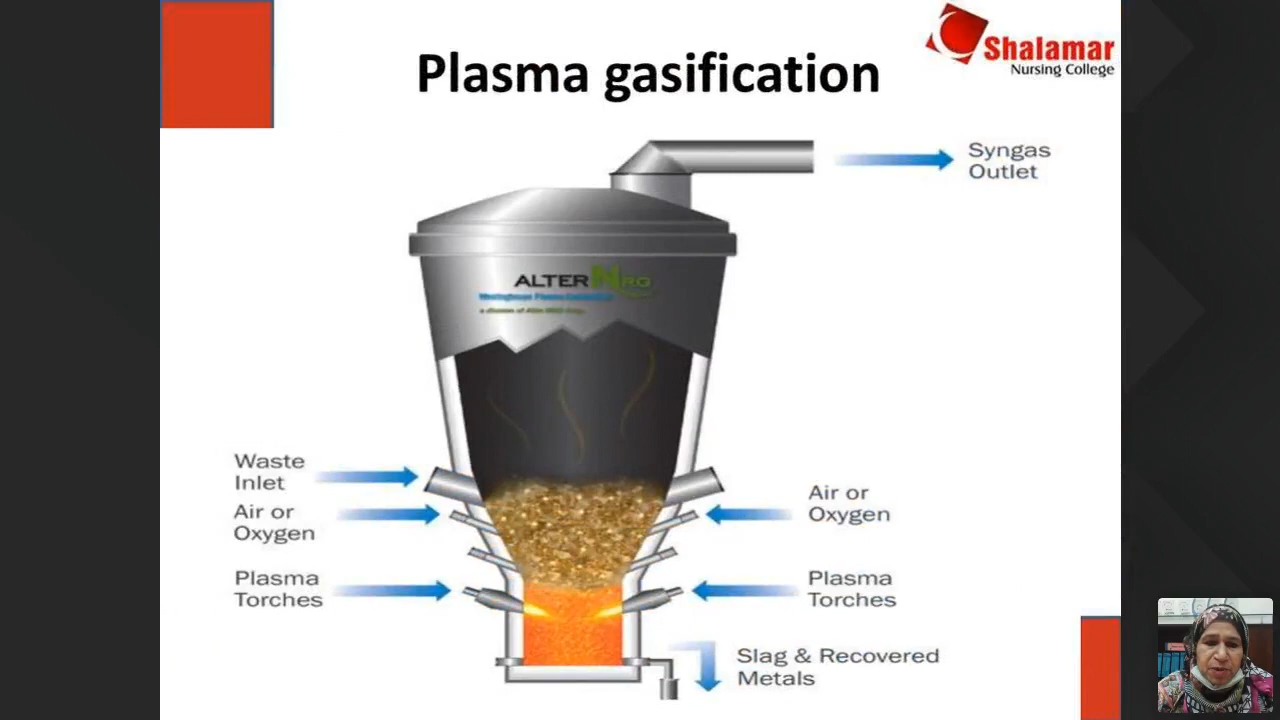 Plasma gasification
Shalamar
Nursing College
Syngas
Outlet
ALTER NRG
Waste
Inlet
Air or
Oxygen
Air or
Oxygen
Plasma
Torches
Plasma
Torches
Slag & Recovered
Metals